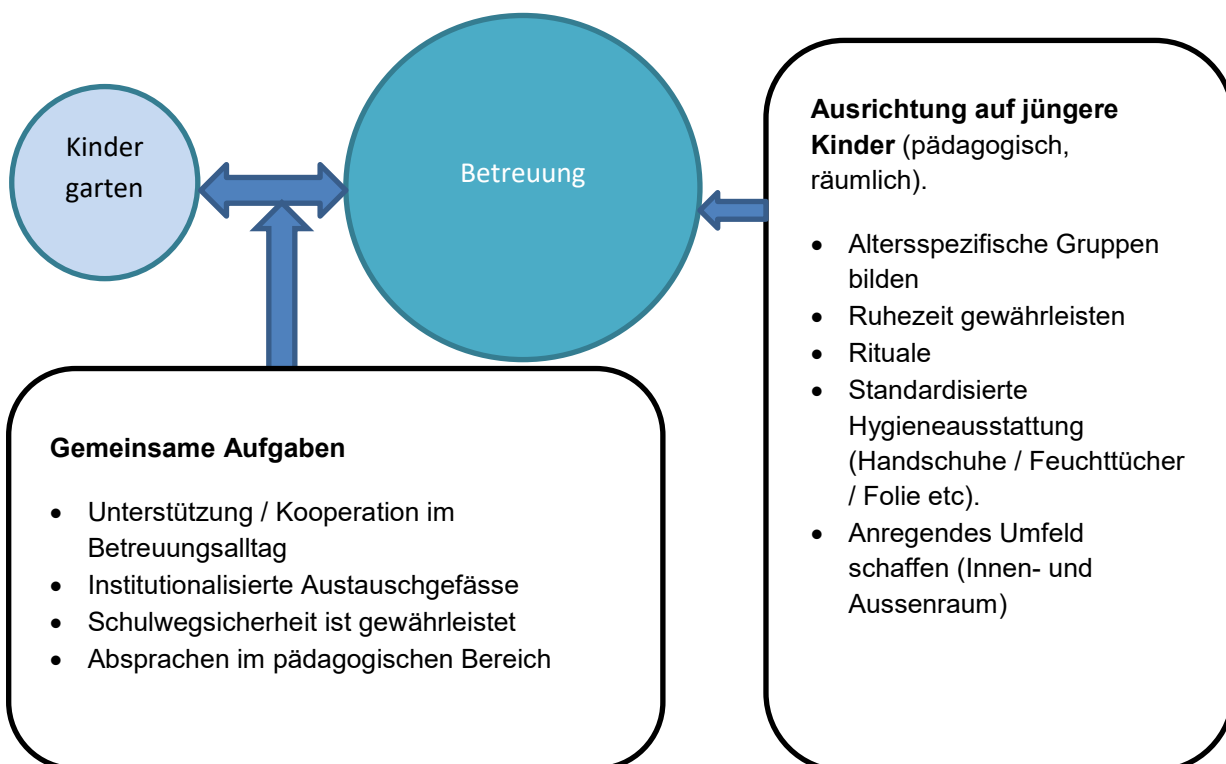 Kinder
garten
Betreuung
Gemeinsame Aufgaben
• Unterstützung / Kooperation im
Betreuungsalltag
• Institutionalisierte Austauschgefässe
• Schulwegsicherheit ist gewährleistet
• Absprachen im pädagogischen Bereich
Ausrichtung auf jüngere
Kinder (pädagogisch,
räumlich).
• Altersspezifische Gruppen
bilden
• Ruhezeit gewährleisten
• Rituale
• Standardisierte
Hygieneausstattung
(Handschuhe / Feuchttücher
/ Folie etc).
• Anregendes Umfeld
schaffen (Innen- und
Aussenraum)